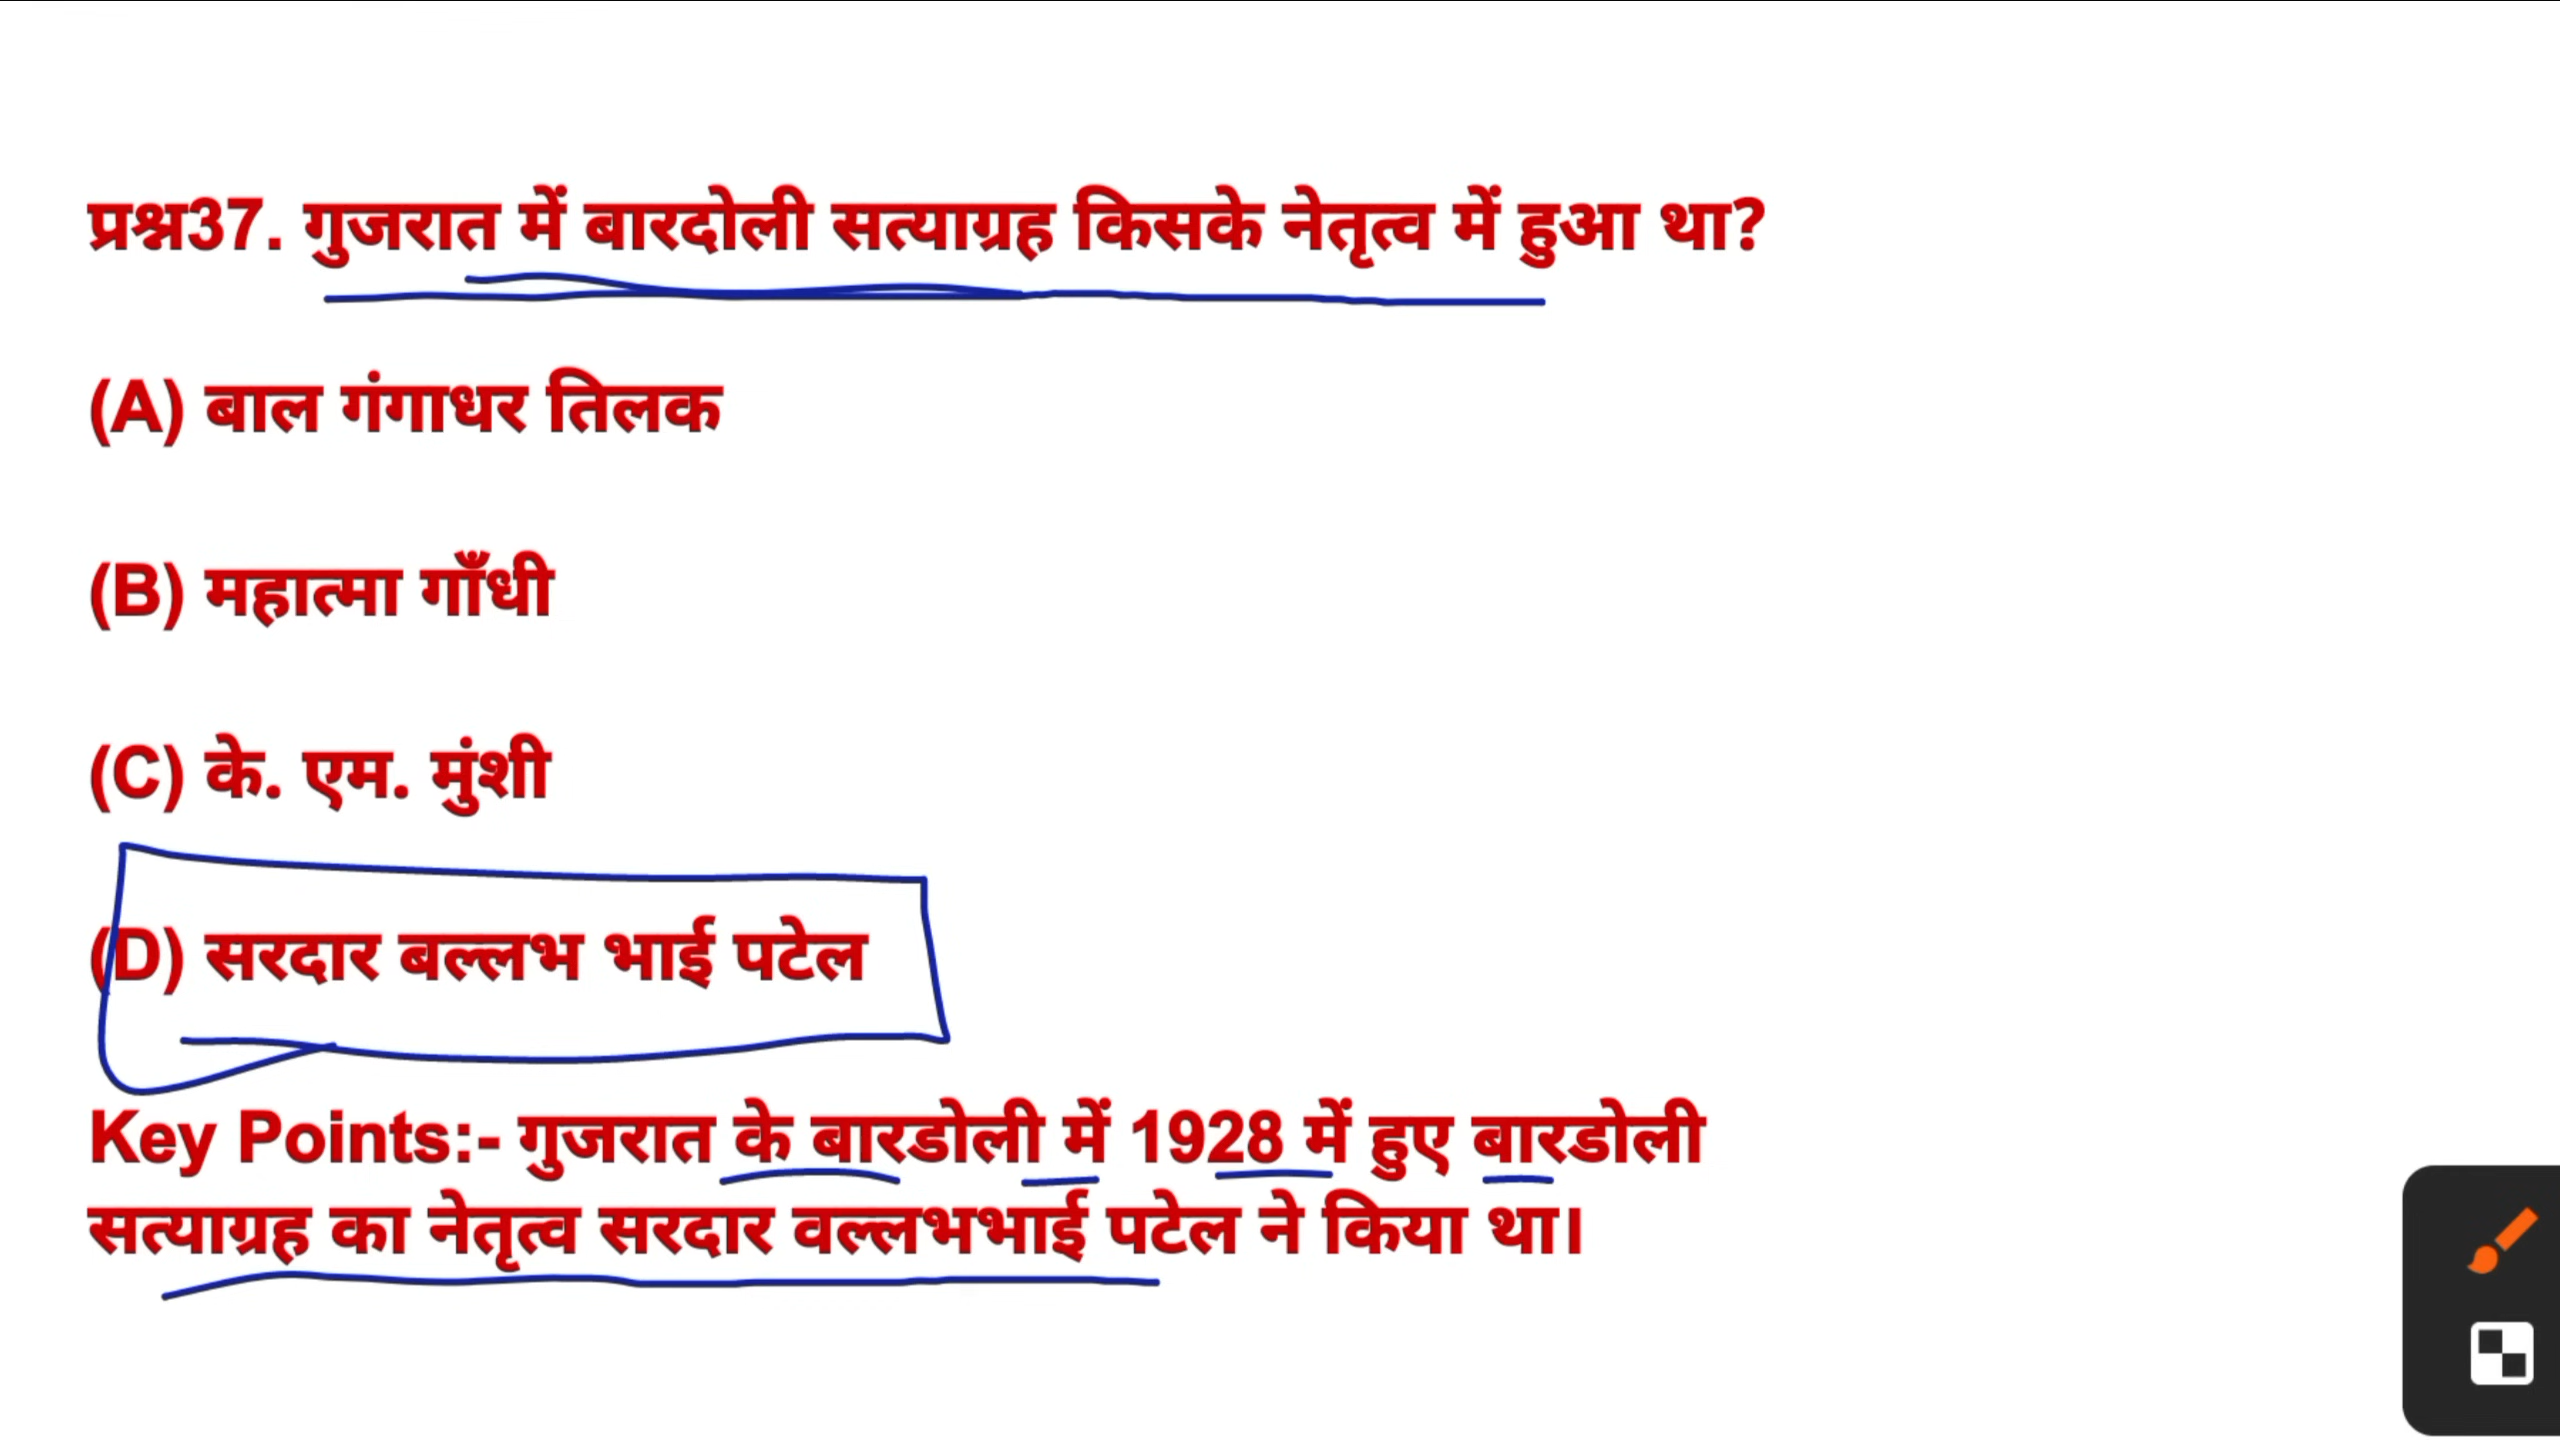 प्रश्न37. गुजरात में बारदोली सत्याग्रह किसके नेतृत्व में हुआ था?
(A) बाल गंगाधर तिलक
(B) महात्मा गाँधी
(C) के. एम. मुंशी
(D) सरदार बल्लभ भाई पटेल
Key Points:- गुजरात के बारडोली में 1928 में हुए बारडोली
सत्याग्रह का नेतृत्व सरदार वल्लभभाई पटेल ने किया था।